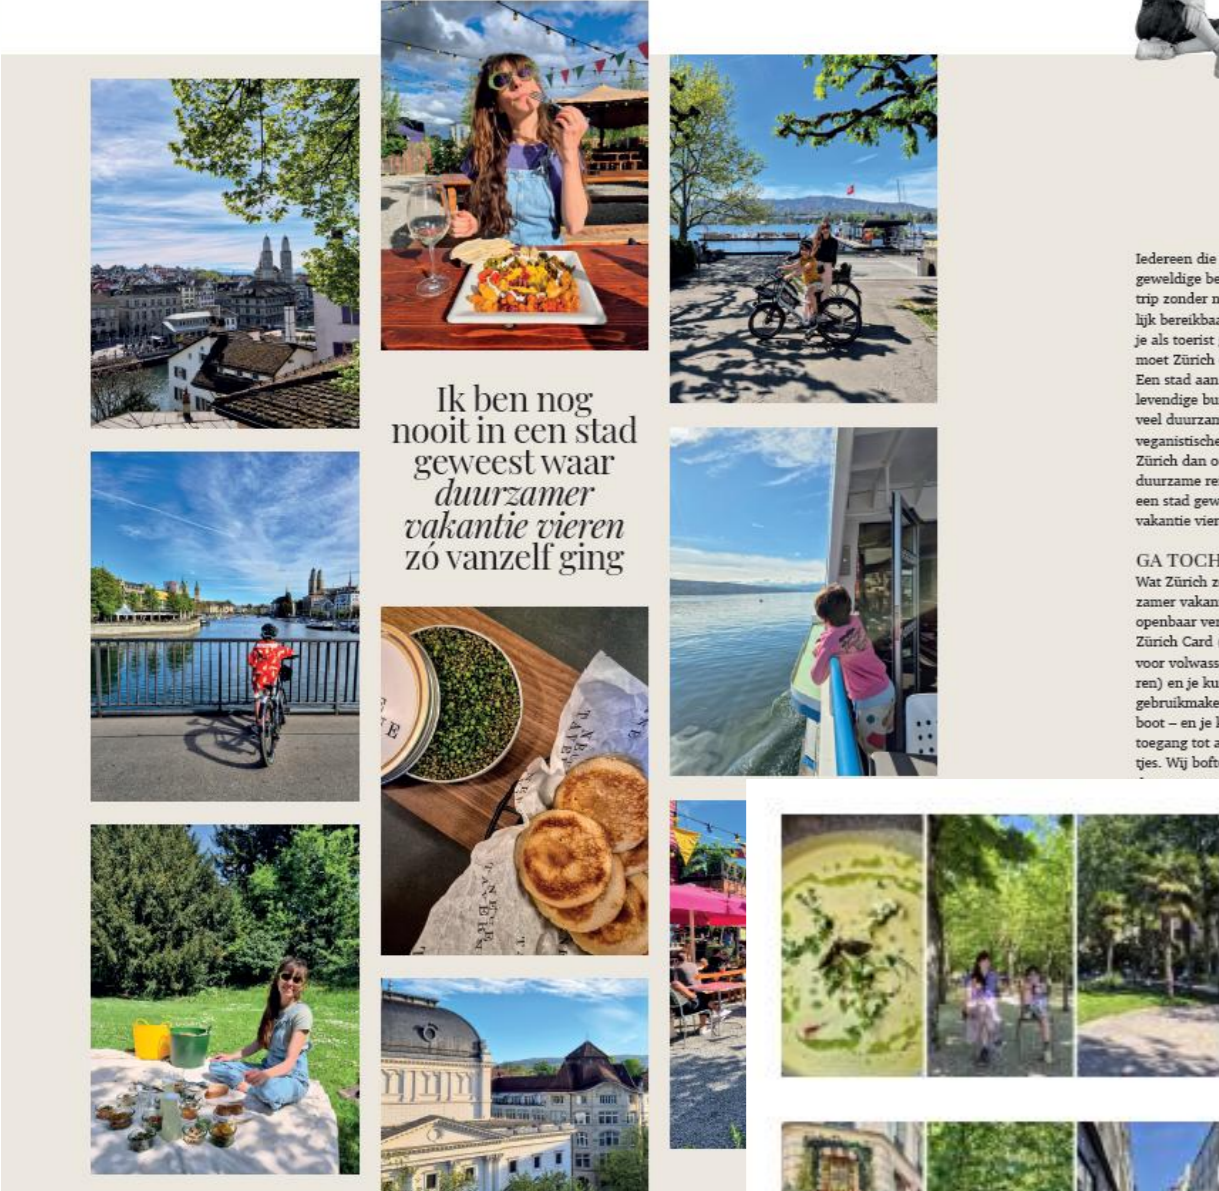 Ik ben nog
nooit in een stad
geweest waar
duurzamer
vakantie vieren
zó vanzelf ging
Iedereen die
geweldige be
trip zonder
lijk bereikbaa
je als toerist
moet Zürich
Een stad aan
levendige bu
veel duurzam
veganistische
Zürich dan o
duurzame re
een stad gew
vakantie vier
GA TOCH
Wat Zürich z
zamer vakan
openbaar ver
Zürich Card
voor volwass
ren) en je ku
gebruikmake
boot – en je
toegang tot a
tjes. Wij boft